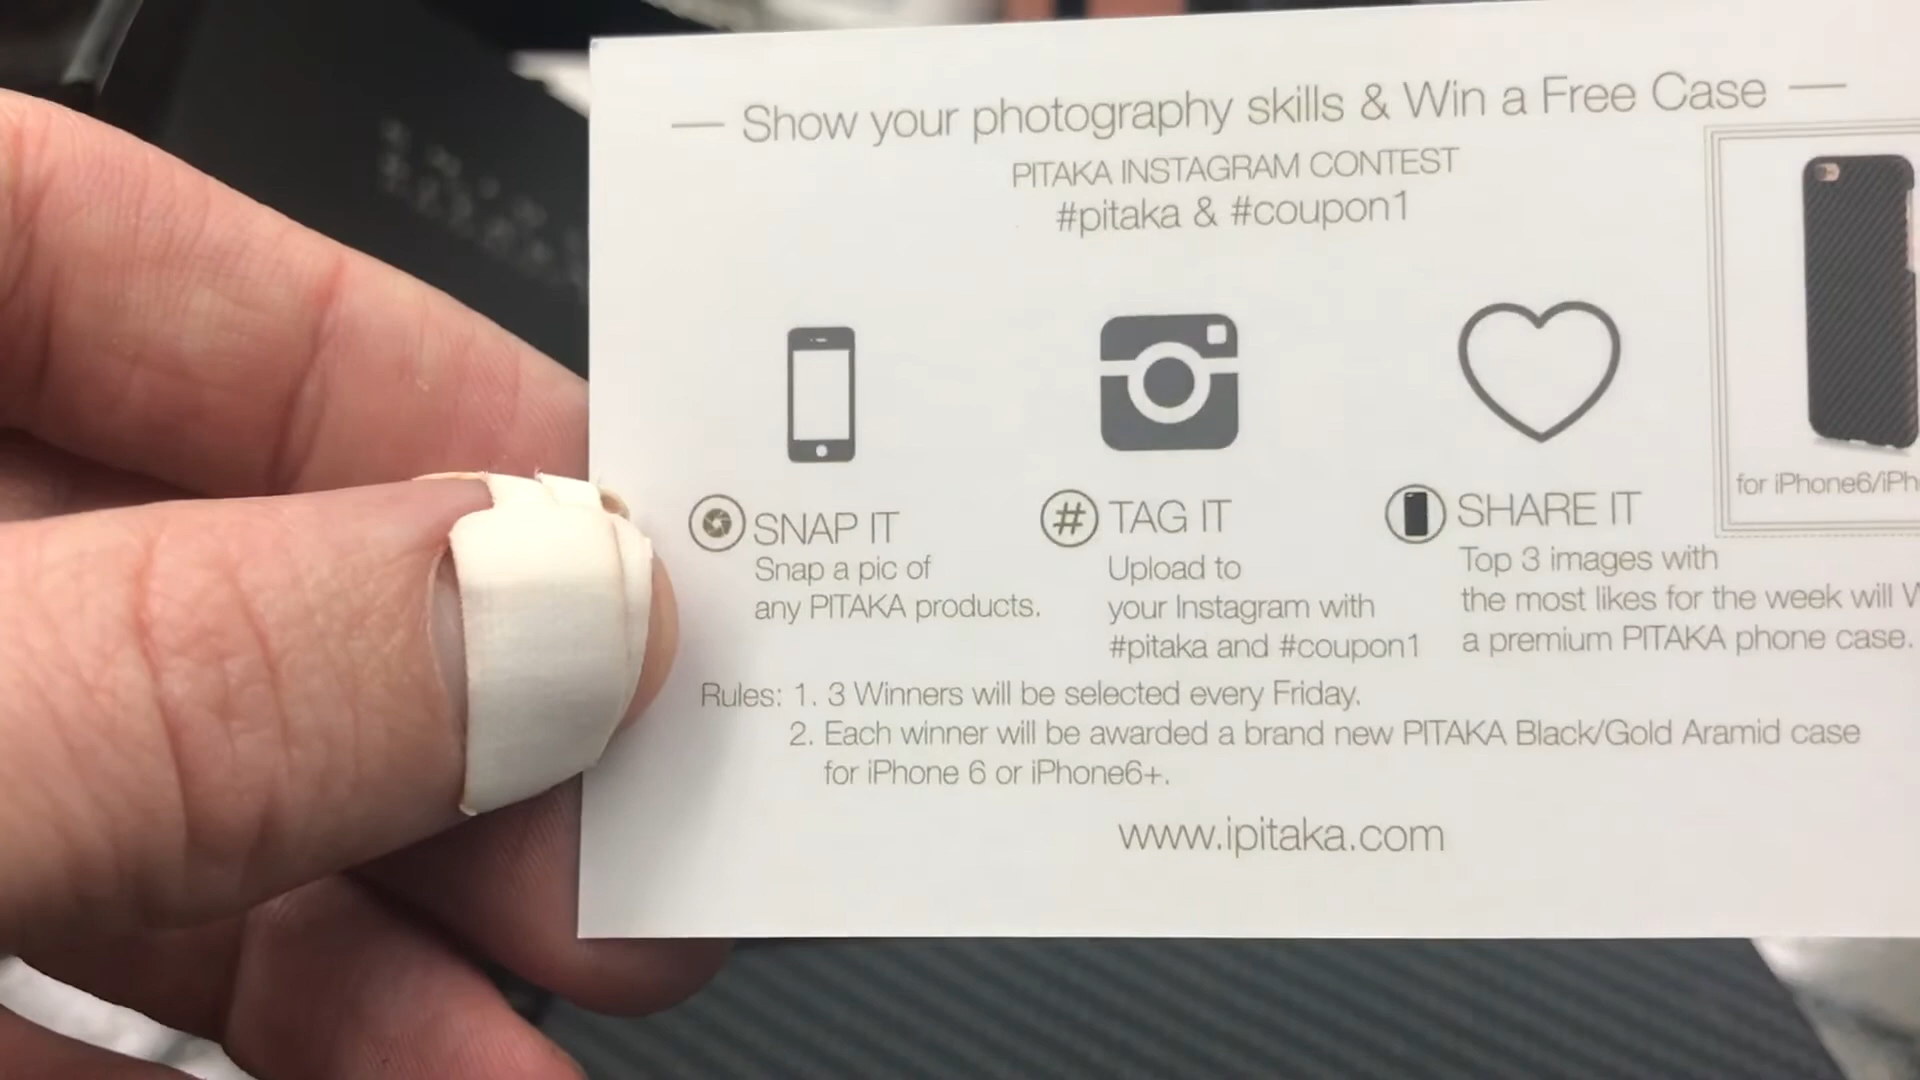 Show your photography skills & Win a Free Case
PITAKA INSTAGRAM CONTEST
#pitaka & #coupon1
for iPhone6/iPh
SNAP IT
Snap a pic of
any PITAKA products.
# TAG IT
Upload to
your Instagram with
#pitaka and #coupon1
SHARE IT
Top 3 images with
the most likes for the week will
a premium PITAKA phone case.
Rules: 1. 3 Winners will be selected every Friday.
2. Each winner will be awarded a brand new PITAKA Black/Gold Aramid case
for iPhone 6 or iPhone6+.
www.ipitaka.com